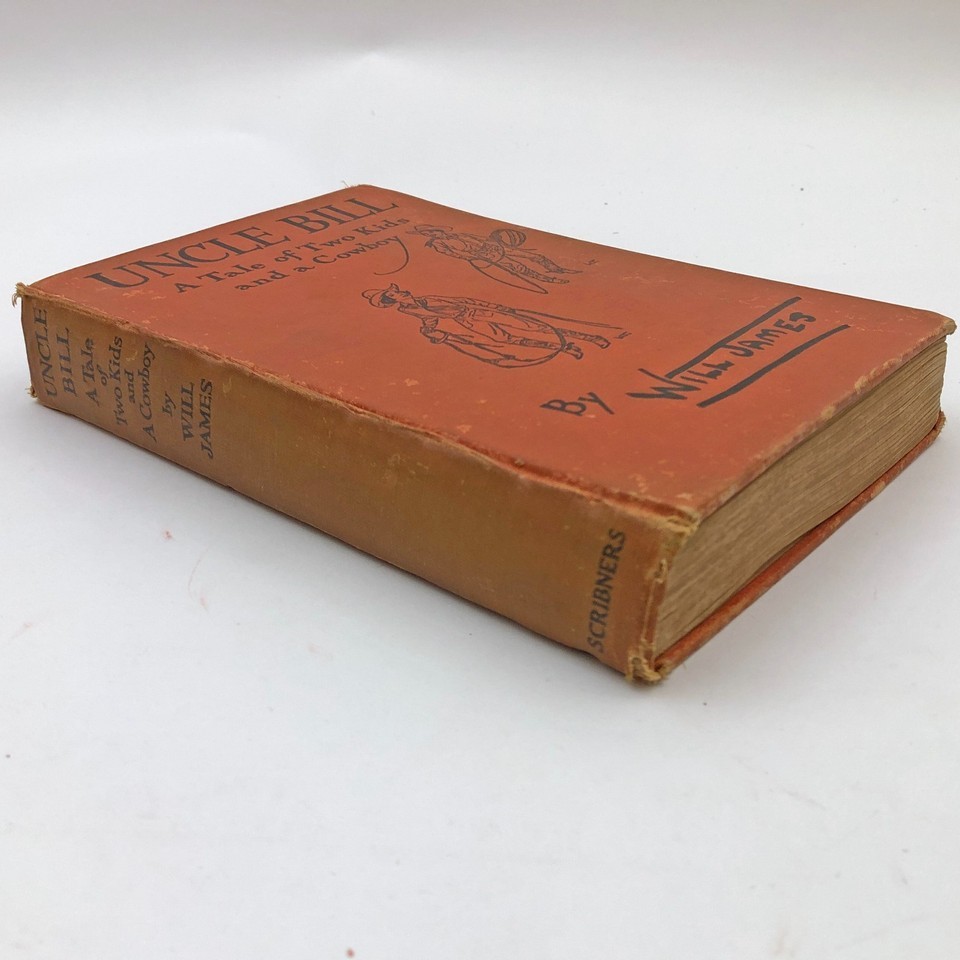 UNCLE BILL
A Tale of Two Kids
and a Cowboy
By WILL JAMES
UNCLE
BILL
A Tale
of
Two Kids
and
A Cowboy
by
WILL
JAMES
SCRIBNERS